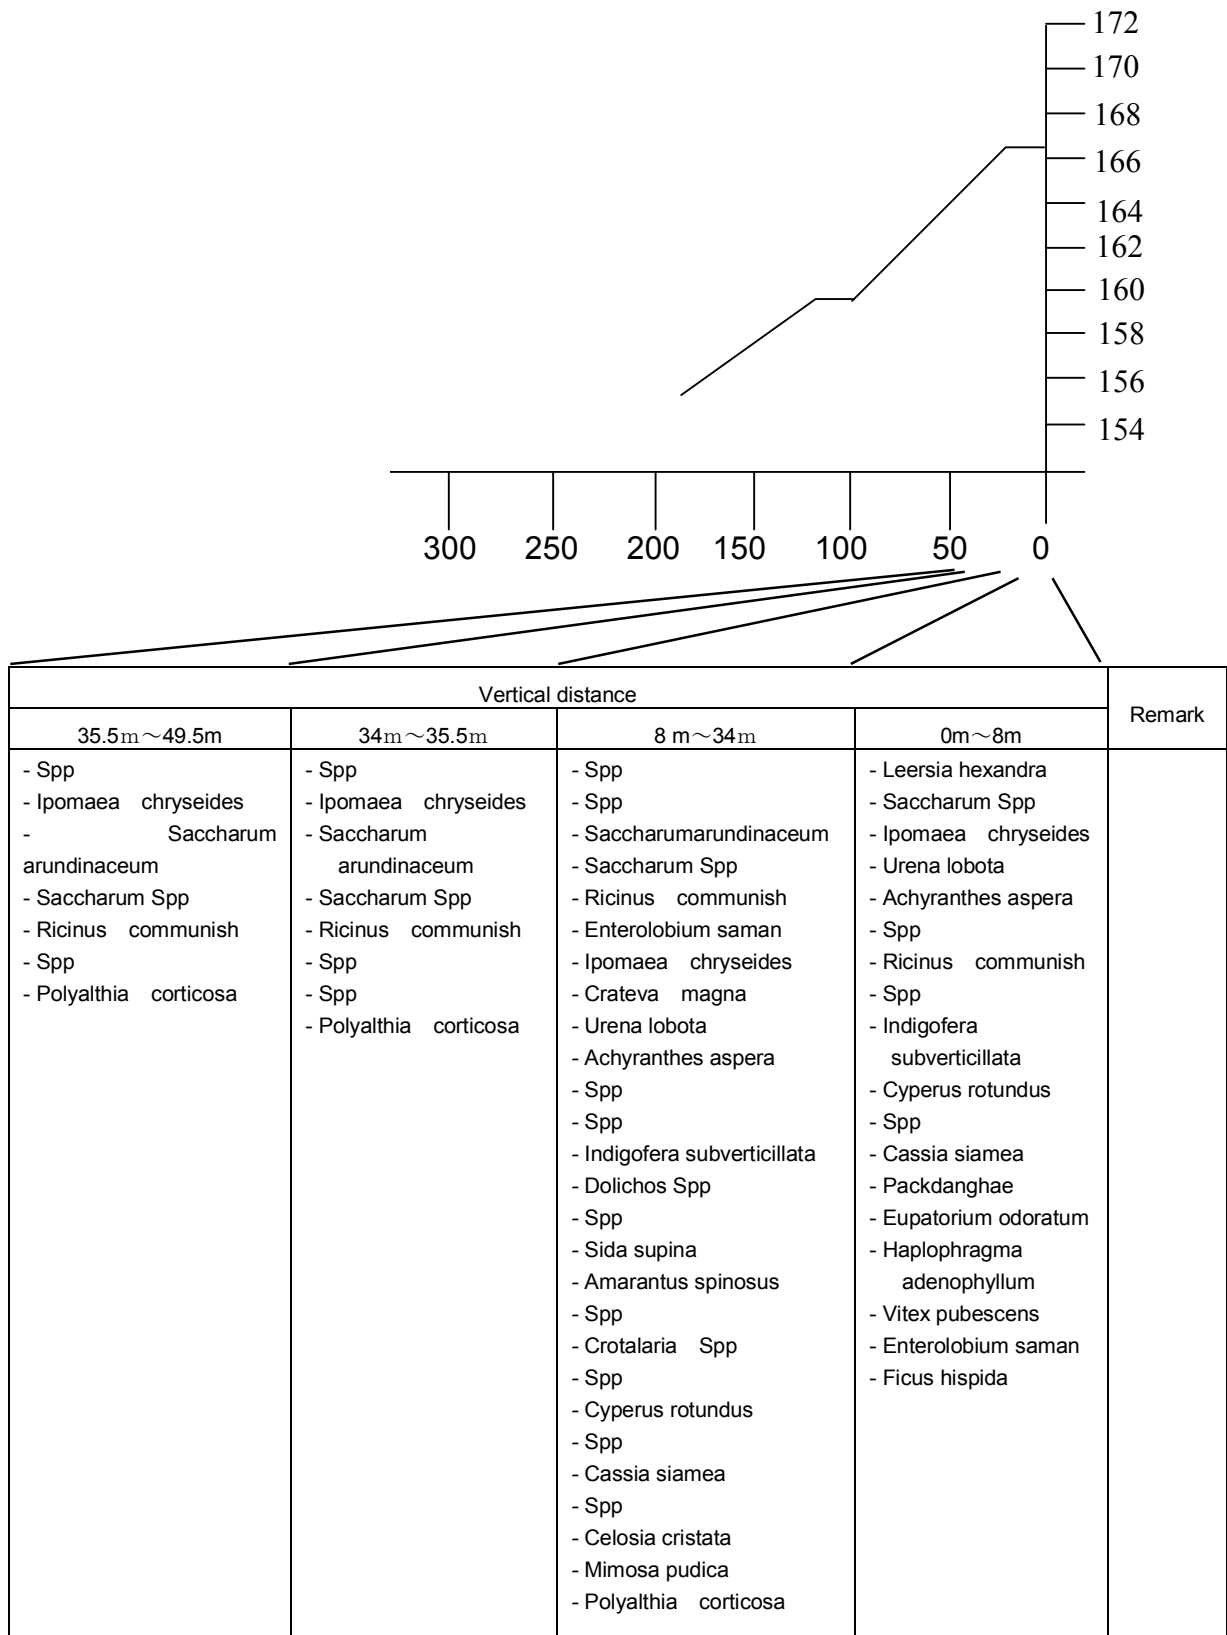 172
170
168
166
164
162
160
158
156
154
300 250 200 150 100 50 0
Vertical distance
Remark
35.5m～49.5m
34m～35.5m
8 m～34m
0m～8m
- Spp
- Ipomaea chryseides
- Saccharum
arundinaceum
- Saccharum Spp
- Ricinus communish
- Spp
- Polyalthia corticosa
- Spp
- Ipomaea chryseides
- Saccharum
arundinaceum
- Saccharum Spp
- Ricinus communish
- Spp
- Spp
- Polyalthia corticosa
- Spp
- Spp
- Saccharumarundinaceum
- Saccharum Spp
- Ricinus communish
- Enterolobium saman
- Ipomaea chryseides
- Crateva magna
- Urena lobota
- Achyranthes aspera
- Spp
- Spp
- Indigofera subverticillata
- Dolichos Spp
- Spp
- Sida supina
- Amarantus spinosus
- Spp
- Crotalaria Spp
- Spp
- Cyperus rotundus
- Spp
- Cassia siamea
- Spp
- Celosia cristata
- Mimosa pudica
- Polyalthia corticosa
- Leersia hexandra
- Saccharum Spp
- Ipomaea chryseides
- Urena lobota
- Achyranthes aspera
- Spp
- Ricinus communish
- Spp
- Indigofera
subverticillata
- Cyperus rotundus
- Spp
- Cassia siamea
- Packdanghae
- Eupatorium odoratum
- Haplophragma
adenophyllum
- Vitex pubescens
- Enterolobium saman
- Ficus hispida